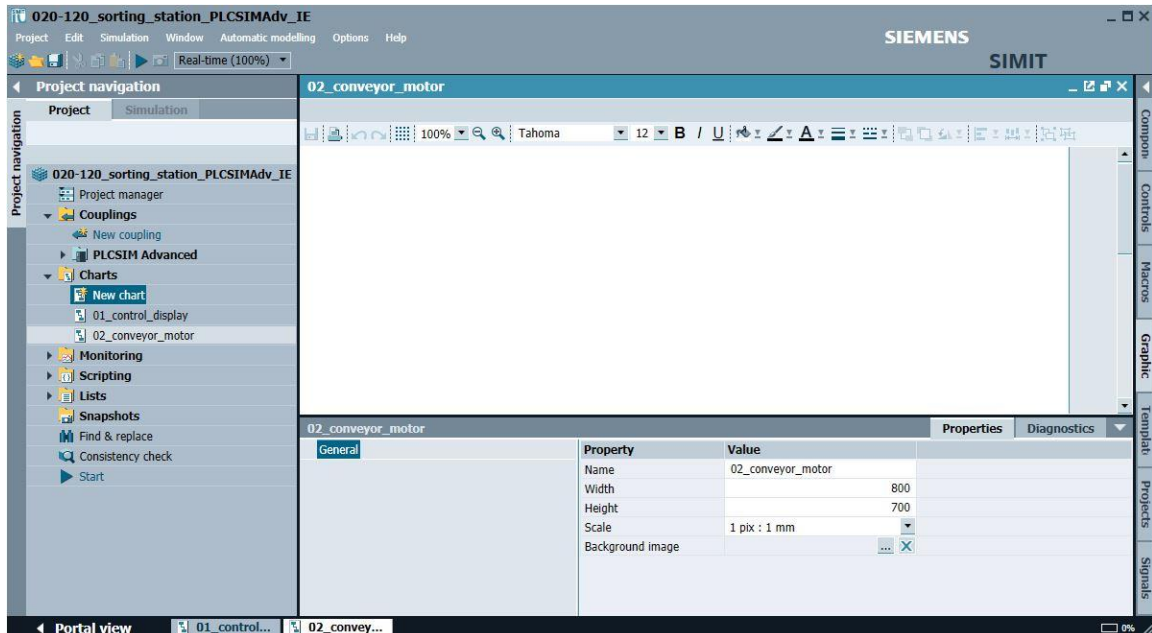 020-120_sorting_station_PLCSIMAdv_IE
Project Edit Simulation Window Automatic modelling Options Help
SIEMENS
SIMIT
Real-time (100%)
Project navigation
Project Simulation
Project navigation
020-120_sorting_station_PLCSIMAdv_IE
Project manager
Couplings
New coupling
PLCSIM Advanced
Charts
New chart
01_control_display
02_conveyor_motor
Monitoring
Scripting
Lists
Snapshots
Find & replace
Consistency check
Start
02_conveyor_motor
100% Tahoma 12 B I U A
02_conveyor_motor
Properties Diagnostics
General
Property Value
Name 02_conveyor_motor
Width 800
Height 700
Scale 1 pix : 1 mm
Background image ...
Compon
Controls
Macros
Graphic
Templat
Projects
Signals
Portal view 01_control... 02_convey...
0%